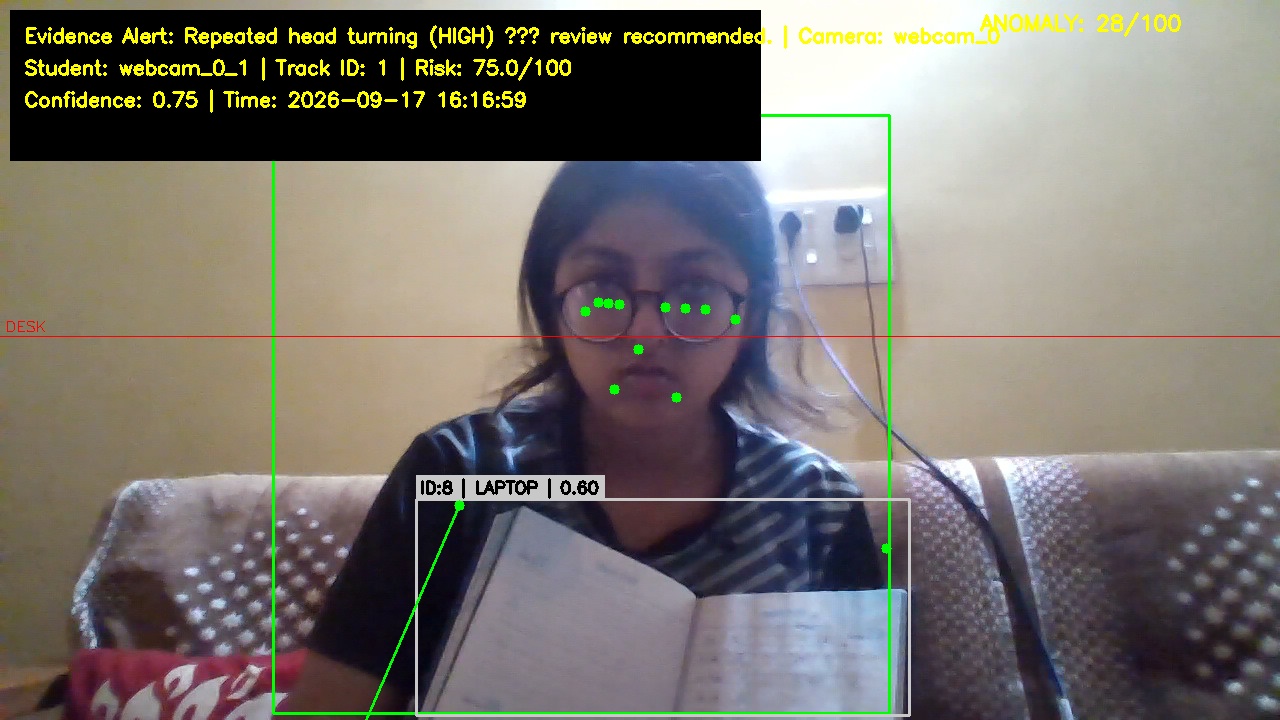 Evidence Alert: Repeated head turning (HIGH) ??? review recommended. | Camera: webcam_0
ANOMALY: 28/100
Student: webcam_0_1 | Track ID: 1 | Risk: 75.0/100
Confidence: 0.75 | Time: 2026-09-17 16:16:59
DESK
ID:8 | LAPTOP | 0.60